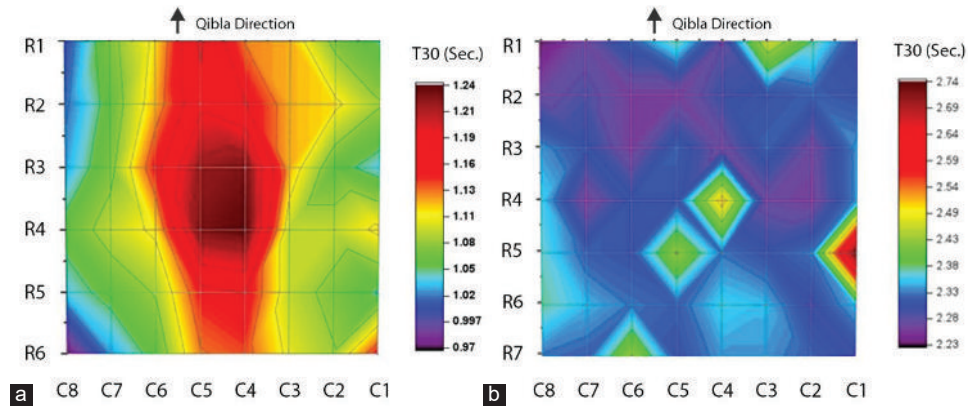 Qibla Direction
T30 (Sec.)
R1
R2
R3
R4
R5
R6
1.24
1.20
1.16
1.13
1.11
1.08
1.05
1.02
0.997
0.97
a
C8 C7 C6 C5 C4 C3 C2 C1
Qibla Direction
T30 (Sec.)
R1
R2
R3
R4
R5
R6
R7
2.74
2.69
2.64
2.59
2.54
2.48
2.43
2.38
2.33
2.28
2.23
b
C8 C7 C6 C5 C4 C3 C2 C1